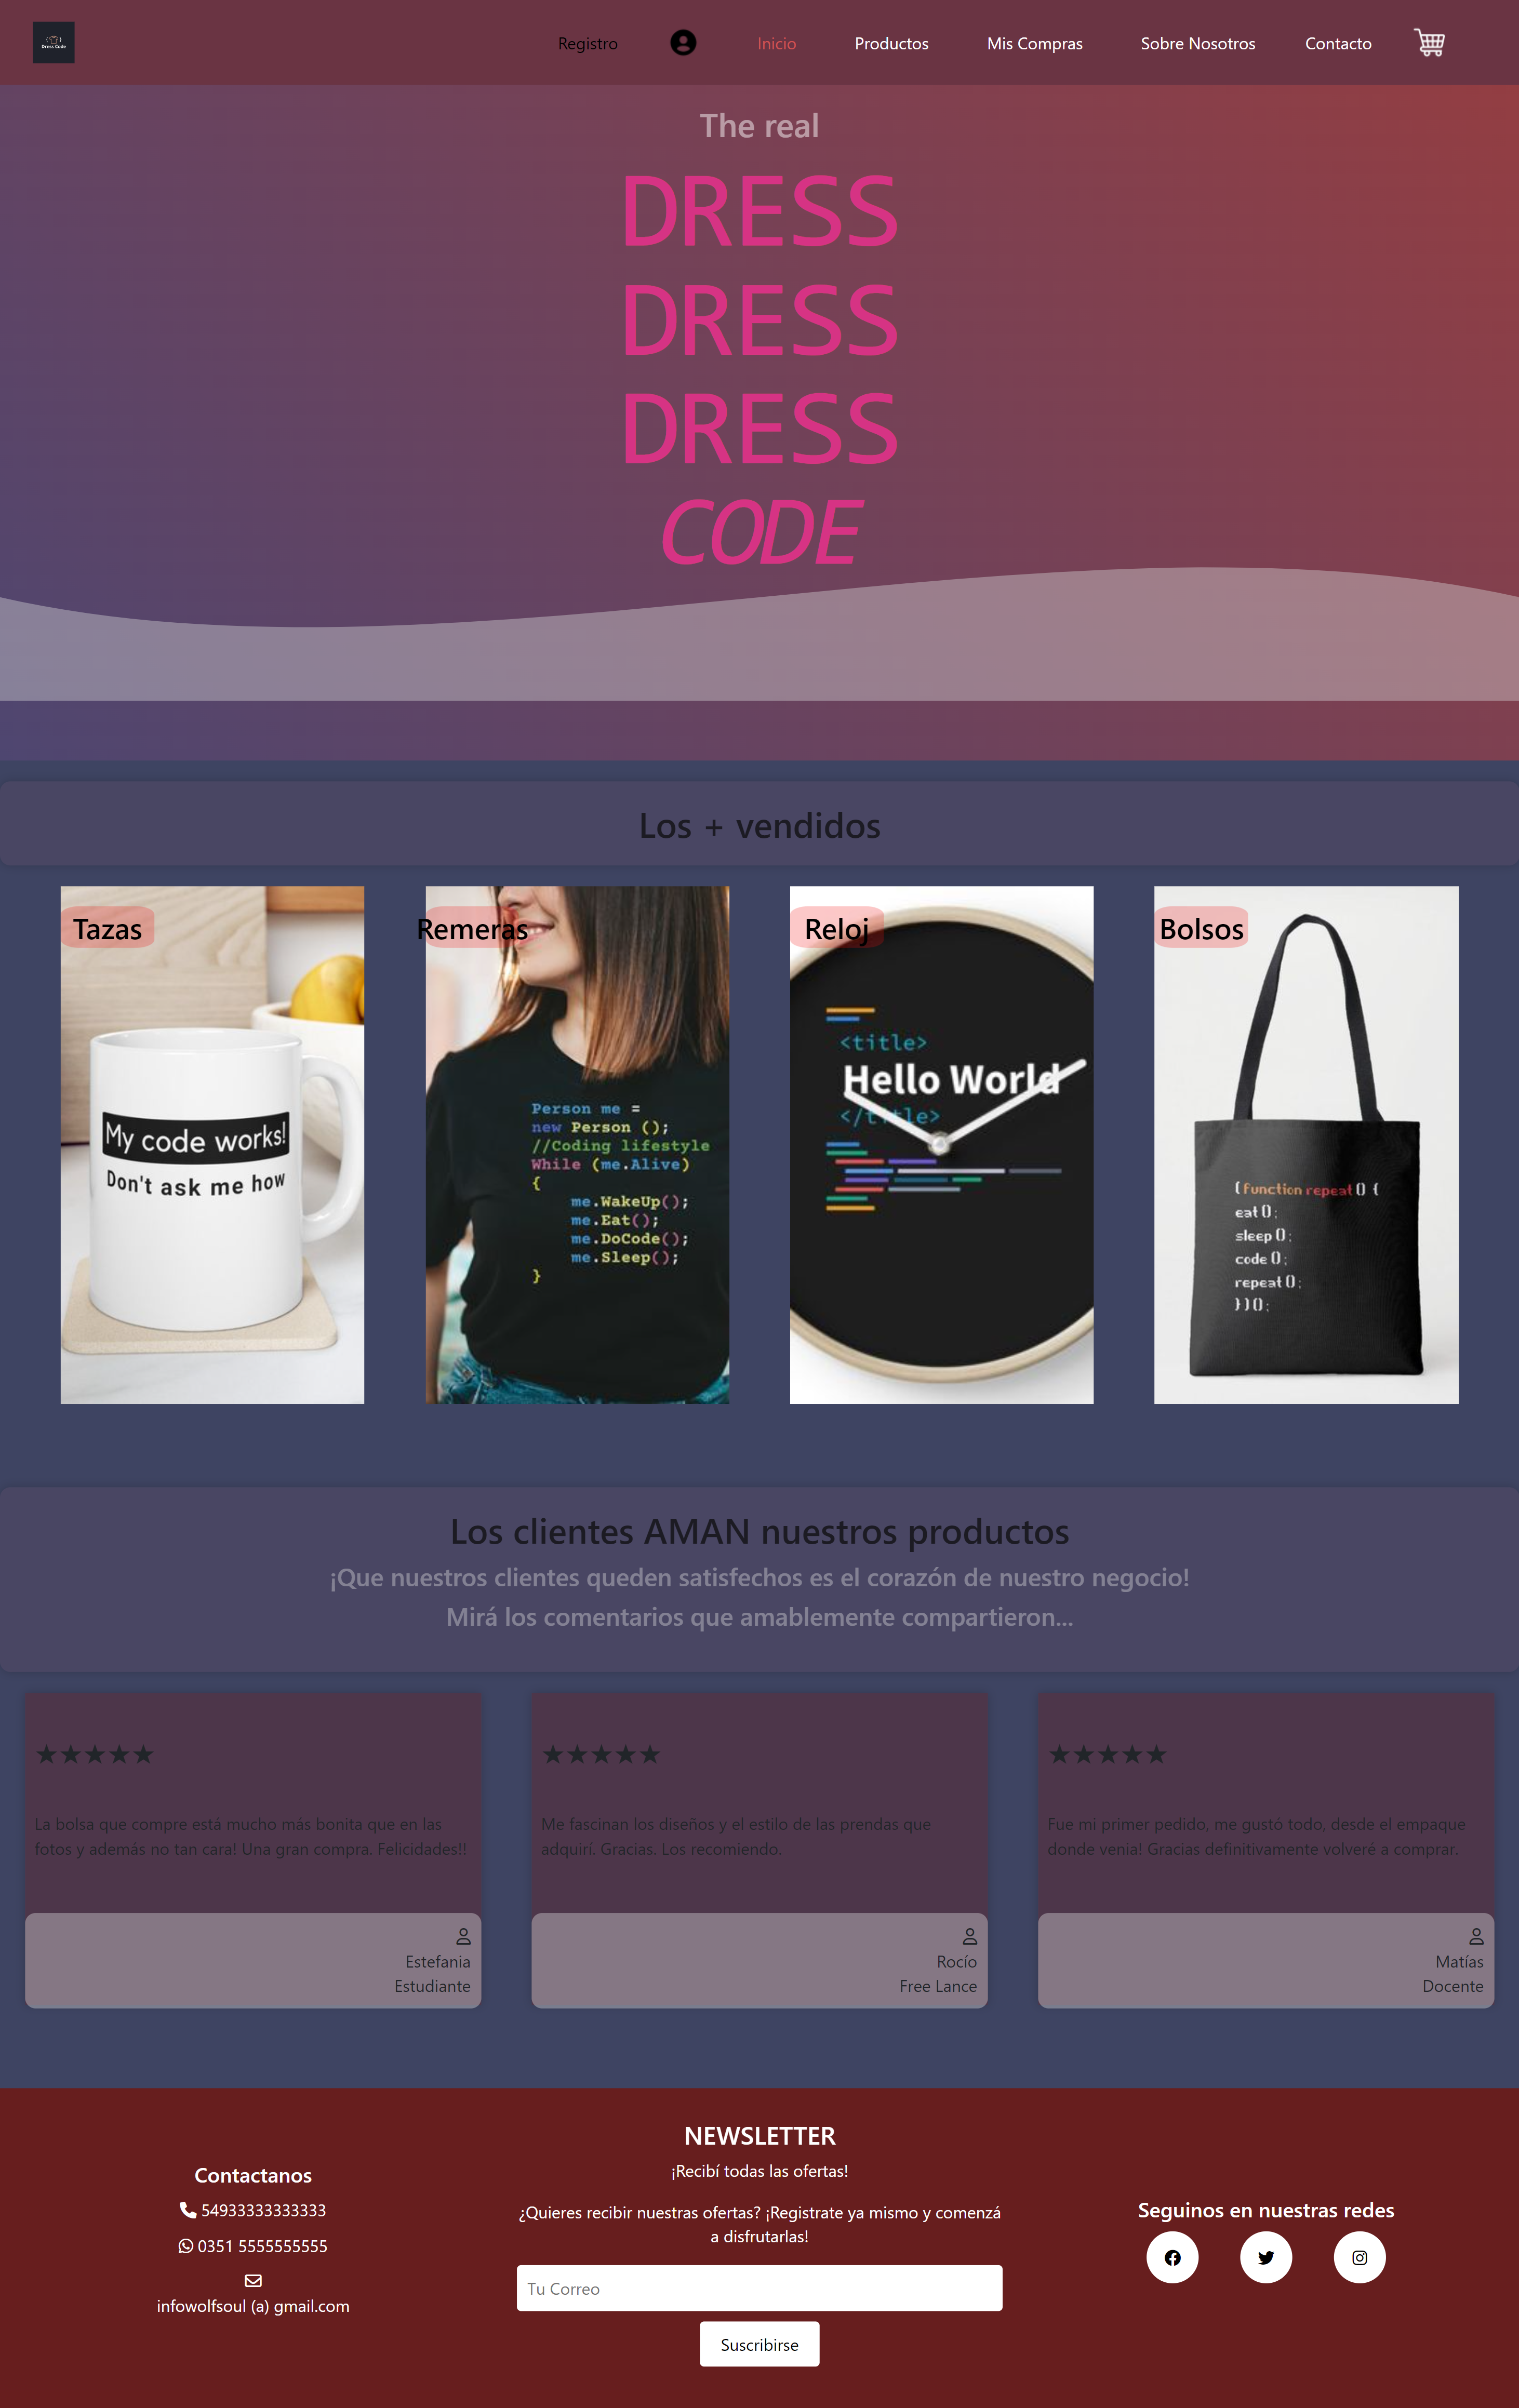 Dress Code
Registro
Inicio
Productos
Mis Compras
Sobre Nosotros
Contacto
The real
DRESS
DRESS
DRESS
CODE
Los + vendidos
Tazas
My code works!
Don't ask me how
Remeras
Person me =
new Person ();
//Coding lifestyle
While (me.Alive)
{
me.WakeUp();
me.Eat();
me.DoCode();
me.Sleep();
}
Reloj
<title>
Hello World
</title>
Bolsos
(function repeat() {
eat();
sleep();
code();
repeat();
})();
Los clientes AMAN nuestros productos
¡Que nuestros clientes queden satisfechos es el corazón de nuestro negocio!
Mirá los comentarios que amablemente compartieron...
★★★★★
La bolsa que compre está mucho más bonita que en las
fotos y además no tan cara! Una gran compra. Felicidades!!
Estefania
Estudiante
★★★★★
Me fascinan los diseños y el estilo de las prendas que
adquirí. Gracias. Los recomiendo.
Rocío
Free Lance
★★★★★
Fue mi primer pedido, me gustó todo, desde el empaque
donde venia! Gracias definitivamente volveré a comprar.
Matías
Docente
Contactanos
54933333333333
0351 5555555555
infowolfsoul (a) gmail.com
NEWSLETTER
¡Recibí todas las ofertas!
¿Quieres recibir nuestras ofertas? ¡Registrate ya mismo y comenzá
a disfrutarlas!
Tu Correo
Suscribirse
Seguinos en nuestras redes